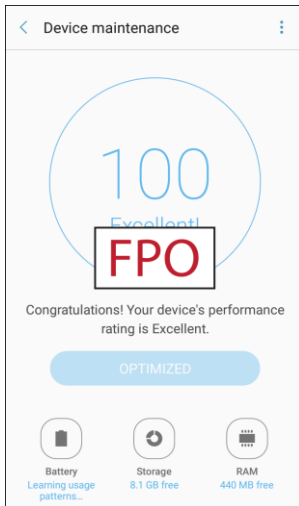 Device maintenance
100
Excellent!
FPO
Congratulations! Your device's performance
rating is Excellent.
OPTIMIZED
Battery
Learning usage
patterns...
Storage
8.1 GB free
RAM
440 MB free